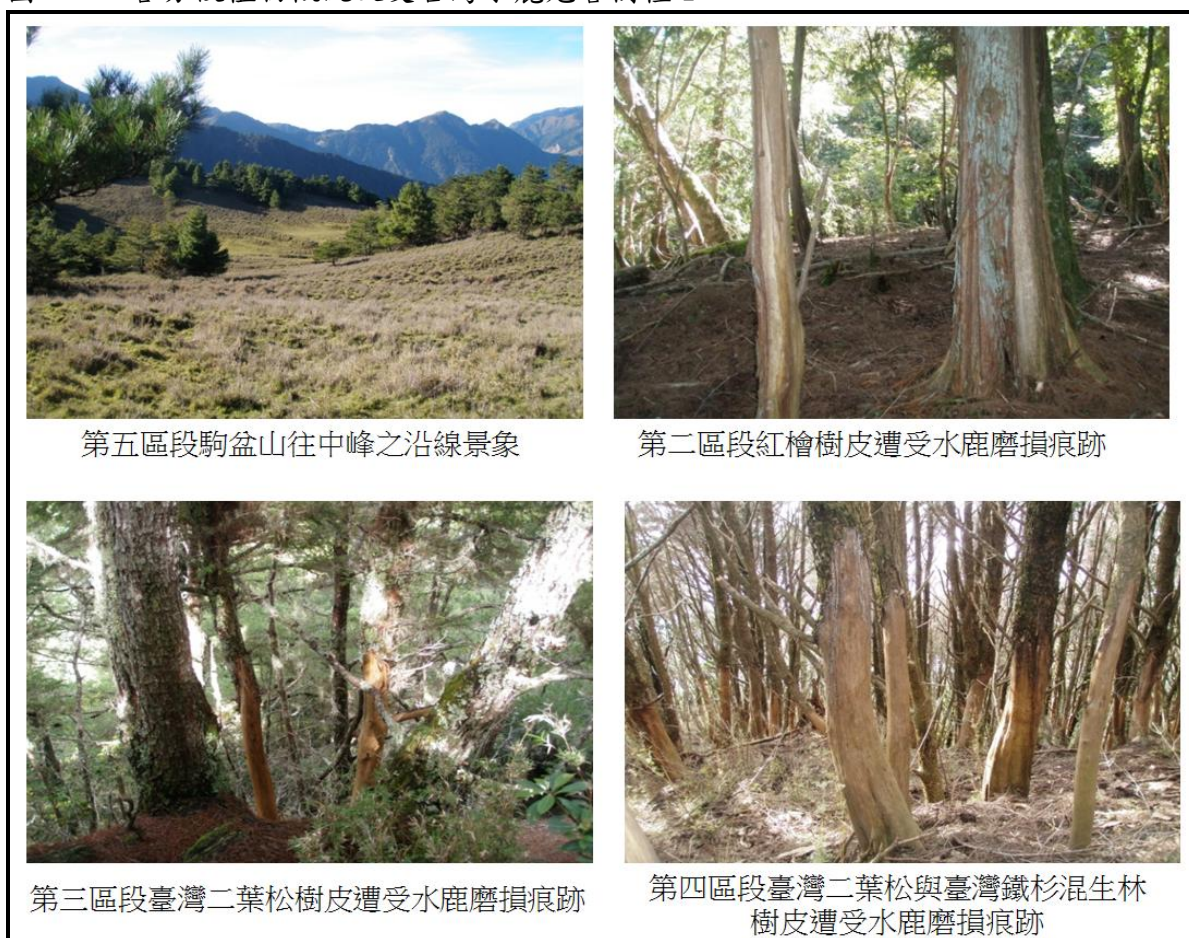 第五區段駒盆山往中峰之沿線景象
第二區段紅檜樹皮遭受水鹿磨損痕跡
第三區段臺灣二葉松樹皮遭受水鹿磨損痕跡
第四區段臺灣二葉松與臺灣鐵杉混生林
樹皮遭受水鹿磨損痕跡